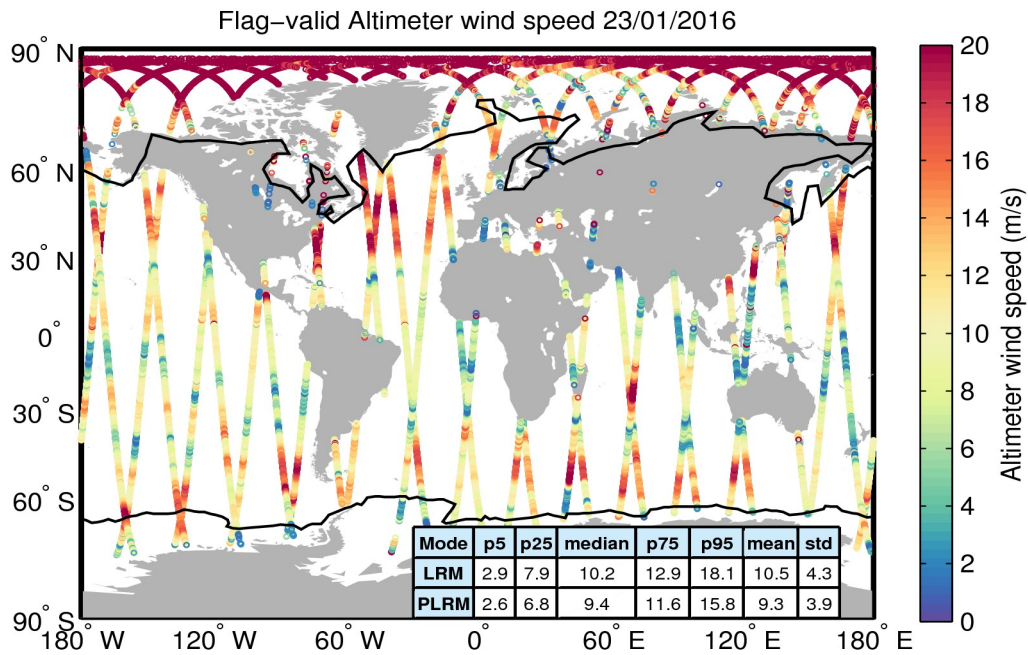 Flag−valid Altimeter wind speed 23/01/2016
90° N
60° N
30° N
0°
30° S
60° S
90° S
180° W
120° W
60° W
0°
60° E
120° E
180° E
Mode p5 p25 median p75 p95 mean std
LRM 2.9 7.9 10.2 12.9 18.1 10.5 4.3
PLRM 2.6 6.8 9.4 11.6 15.8 9.3 3.9
20
18
16
14
12
10
8
6
4
2
0
Altimeter wind speed (m/s)